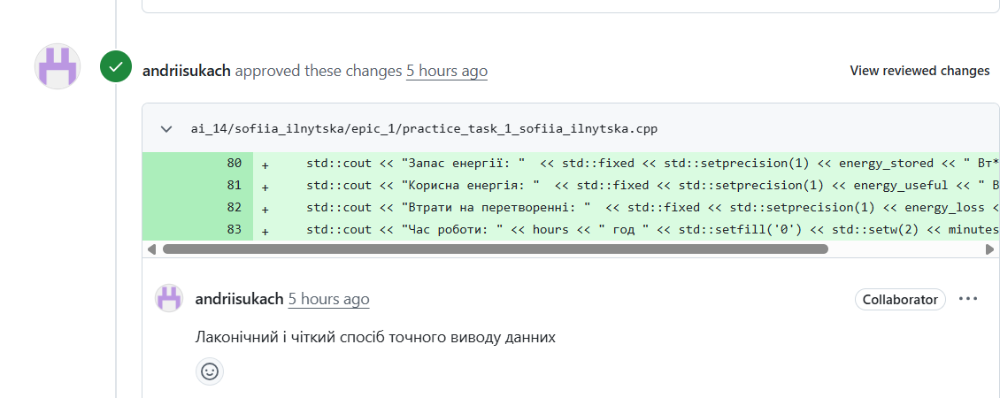 andriisukach approved these changes 5 hours ago View reviewed changes
ai_14/sofiia_ilnytska/epic_1/practice_task_1_sofiia_ilnytska.cpp
80 + std::cout << "Запас енергії: "  << std::fixed << std::setprecision(1) << energy_stored << " Вт*
81 + std::cout << "Корисна енергія: "  << std::fixed << std::setprecision(1) << energy_useful << " В
82 + std::cout << "Втрати на перетворенні: "  << std::fixed << std::setprecision(1) << energy_loss <
83 + std::cout << "Час роботи: " << hours << " год " << std::setfill('0') << std::setw(2) << minutes
andriisukach 5 hours ago Collaborator
Лаконічний і чіткий спосіб точного виводу данних